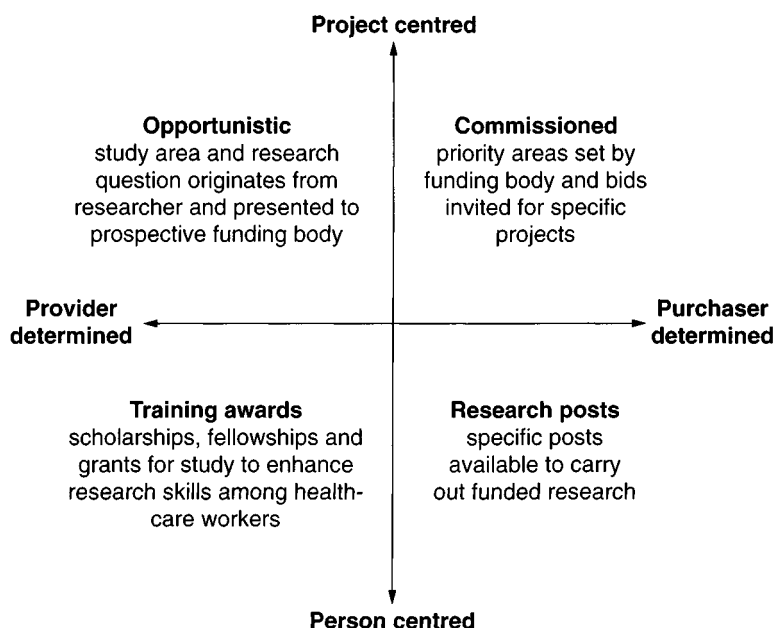 Project centred
Opportunistic
study area and research
question originates from
researcher and presented to
prospective funding body
Commissioned
priority areas set by
funding body and bids
invited for specific
projects
Provider
determined
Purchaser
determined
Training awards
scholarships, fellowships and
grants for study to enhance
research skills among health-
care workers
Research posts
specific posts
available to carry
out funded research
Person centred